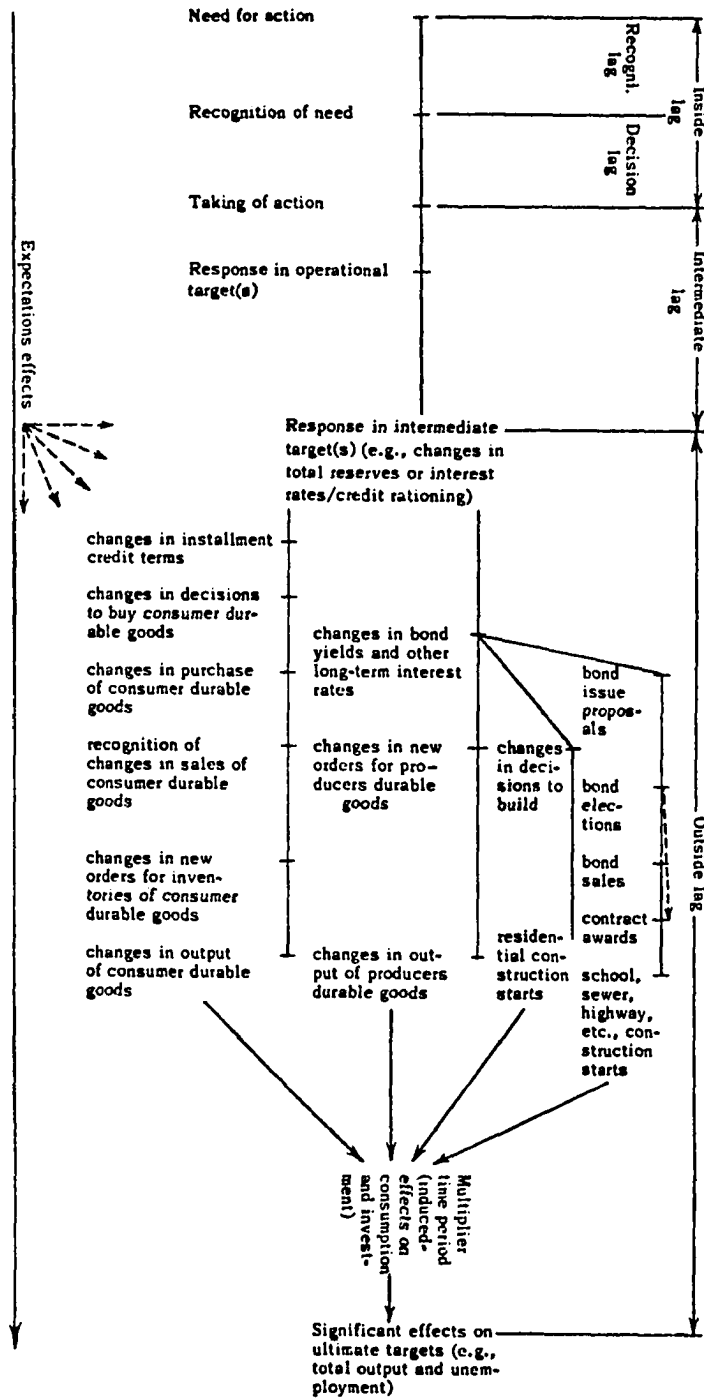 Need for action
Recognition of need
Taking of action
Response in operational
target(s)
Recogni.
lag
Decision
lag
Inside
lag
Intermediate
lag
Outside lag
Expectations effects
Response in intermediate
target(s) (e.g., changes in
total reserves or interest
rates/credit rationing)
changes in installment
credit terms
changes in decisions
to buy consumer dur-
able goods
changes in purchase
of consumer durable
goods
recognition of
changes in sales of
consumer durable
goods
changes in new
orders for inven-
tories of consumer
durable goods
changes in output
of consumer durable
goods
changes in bond
yields and other
long-term interest
rates
changes in new
orders for pro-
ducers durable
goods
changes in out-
put of producers
durable goods
changes
in deci-
sions to
build
residen-
tial con-
struction
starts
bond
issue
propos-
als
bond
elec-
tions
bond
sales
contract
awards
school,
sewer,
highway,
etc., con-
struction
starts
Multiplier
time period
(induced-
effects on
consumption
and invest-
ment)
Significant effects on
ultimate targets (e.g.,
total output and unem-
ployment)